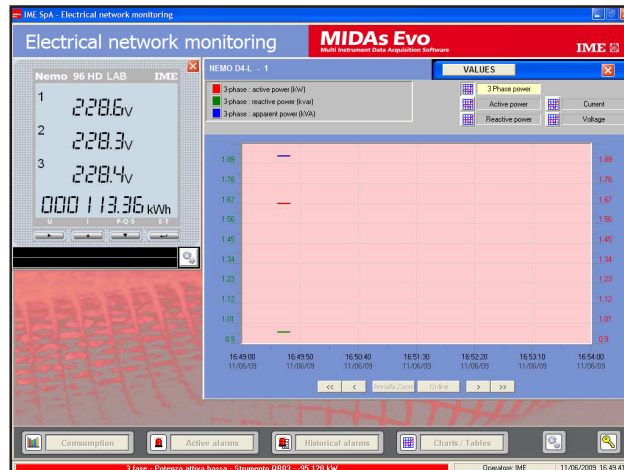 IME SpA - Electrical network monitoring
Electrical network monitoring
MIDAs Evo
Multi Instrument Data Acquisition Software
IME
Nemo 96 HD LAB IME
1 228.6v
2 228.3v
3 228.4v
000113.36 kWh
U I P-Q-S E-T
NEMO D4-L - 1
VALUES
3-phase : active power (kW)
3-phase : reactive power (kvar)
3-phase : apparent power (kVA)
3 Phase power
Active power Current
Reactive power Voltage
1.89 1.89
1.78 1.78
1.67 1.67
1.56 1.56
1.45 1.45
1.34 1.34
1.23 1.23
1.12 1.12
1.01 1.01
0.9 0.9
16:49:00 16:49:50 16:50:40 16:51:30 16:52:20 16:53:10 16:54:00
11/06/09 11/06/09 11/06/09 11/06/09 11/06/09 11/06/09 11/06/09
<< < Annulla Zoom Online > >>
Comsumption Active alarms Historical alarms Charts / Tables
3 fase - Potenza attiva bassa - Strumento QB03 - -95.120 kW Operatore: IME 11/06/2009 16.49.41